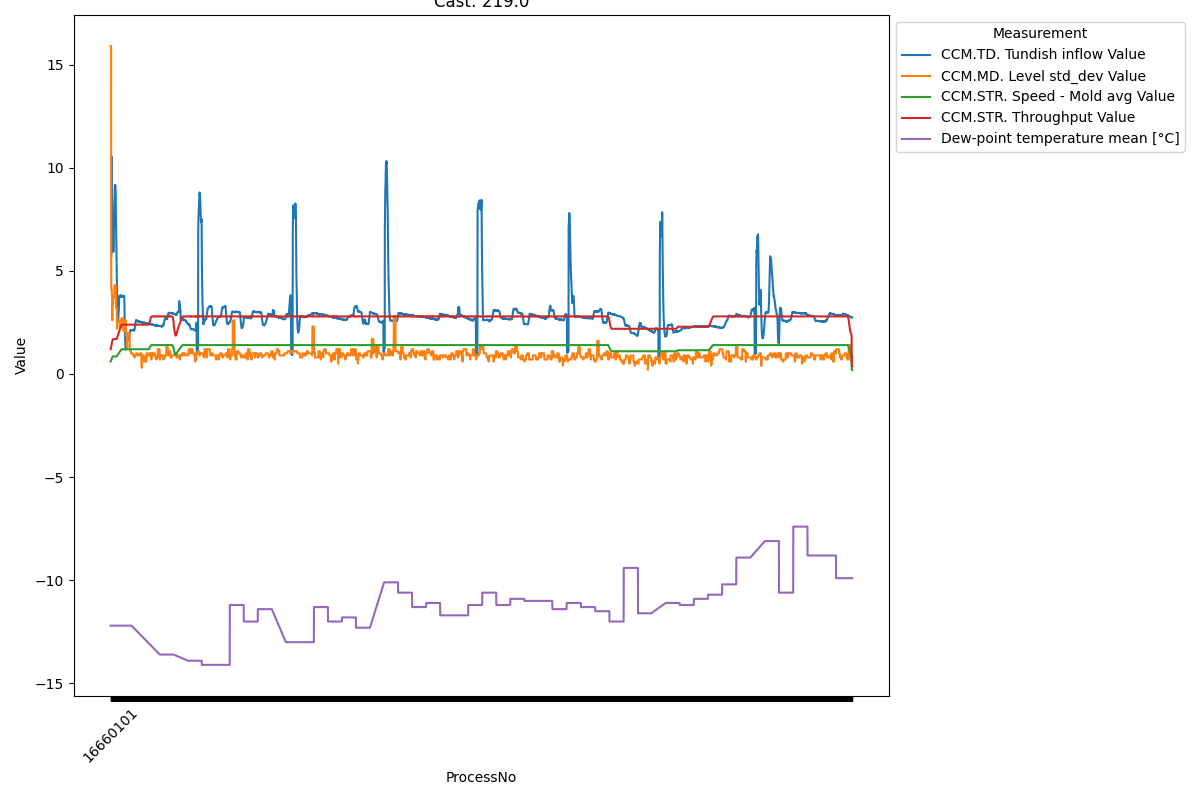 Cast: 219.0
Measurement
CCM.TD. Tundish inflow Value
CCM.MD. Level std_dev Value
CCM.STR. Speed - Mold avg Value
CCM.STR. Throughput Value
Dew-point temperature mean [°C]
15
10
5
0
−5
−10
−15
Value
16660101
ProcessNo